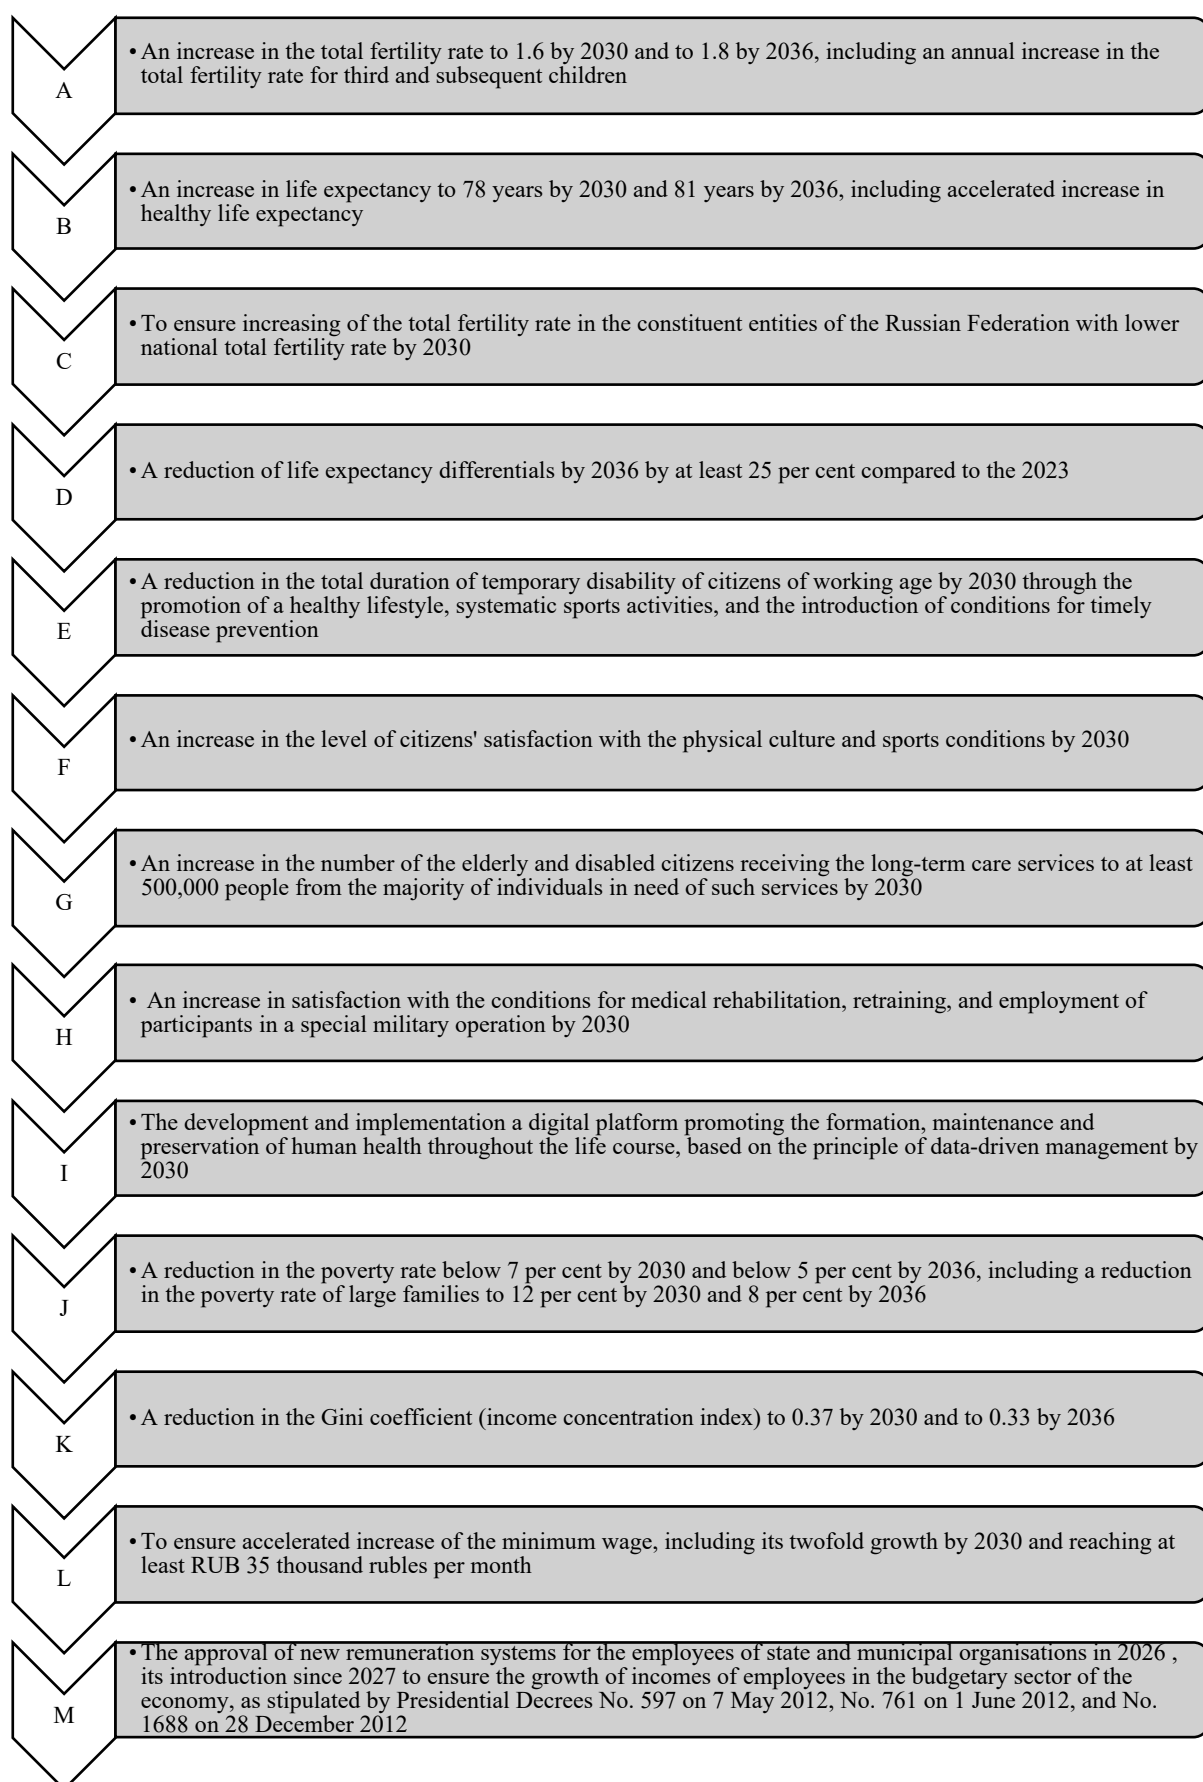 A
• An increase in the total fertility rate to 1.6 by 2030 and to 1.8 by 2036, including an annual increase in the
total fertility rate for third and subsequent children
B
• An increase in life expectancy to 78 years by 2030 and 81 years by 2036, including accelerated increase in
healthy life expectancy
C
• To ensure increasing of the total fertility rate in the constituent entities of the Russian Federation with lower
national total fertility rate by 2030
D
• A reduction of life expectancy differentials by 2036 by at least 25 per cent compared to the 2023
E
• A reduction in the total duration of temporary disability of citizens of working age by 2030 through the
promotion of a healthy lifestyle, systematic sports activities, and the introduction of conditions for timely
disease prevention
F
• An increase in the level of citizens' satisfaction with the physical culture and sports conditions by 2030
G
• An increase in the number of the elderly and disabled citizens receiving the long-term care services to at least
500,000 people from the majority of individuals in need of such services by 2030
H
• An increase in satisfaction with the conditions for medical rehabilitation, retraining, and employment of
participants in a special military operation by 2030
I
• The development and implementation a digital platform promoting the formation, maintenance and
preservation of human health throughout the life course, based on the principle of data-driven management by
2030
J
• A reduction in the poverty rate below 7 per cent by 2030 and below 5 per cent by 2036, including a reduction
in the poverty rate of large families to 12 per cent by 2030 and 8 per cent by 2036
K
• A reduction in the Gini coefficient (income concentration index) to 0.37 by 2030 and to 0.33 by 2036
L
• To ensure accelerated increase of the minimum wage, including its twofold growth by 2030 and reaching at
least RUB 35 thousand rubles per month
M
• The approval of new remuneration systems for the employees of state and municipal organisations in 2026 ,
its introduction since 2027 to ensure the growth of incomes of employees in the budgetary sector of the
economy, as stipulated by Presidential Decrees No. 597 on 7 May 2012, No. 761 on 1 June 2012, and No.
1688 on 28 December 2012